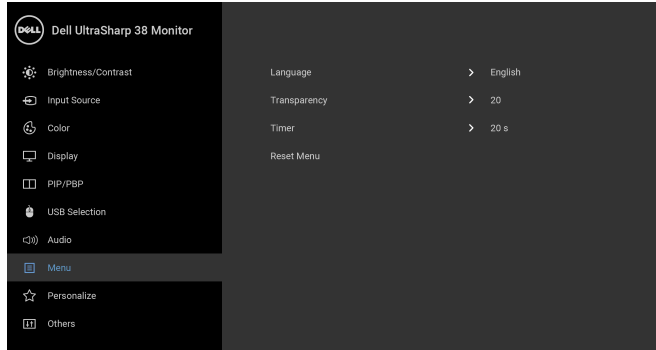 DELL Dell UltraSharp 38 Monitor
Brightness/Contrast
Language > English
Input Source
Transparency > 20
Color
Timer > 20 s
Display
Reset Menu
PIP/PBP
USB Selection
Audio
Menu
Personalize
Others